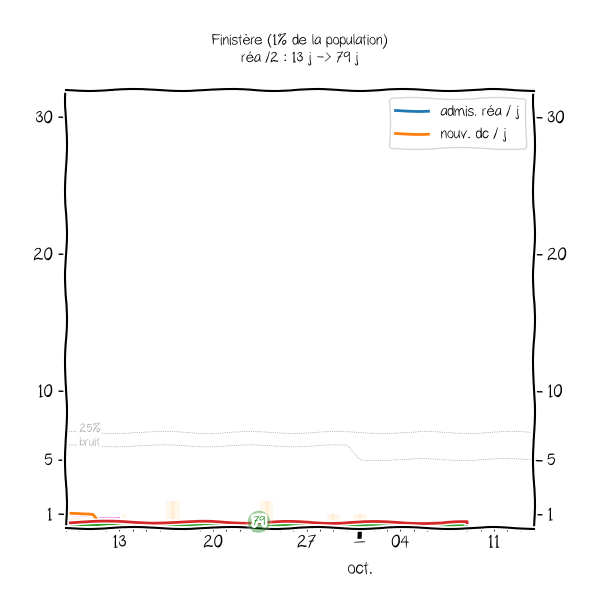 Finistère (1% de la population)
réa /2 : 13 j -> 79 j
admis. réa / j
nouv. dc / j
30
30
20
20
10
10
25%
bruit
5
5
79
1
1
13
20
27
04
11
oct.